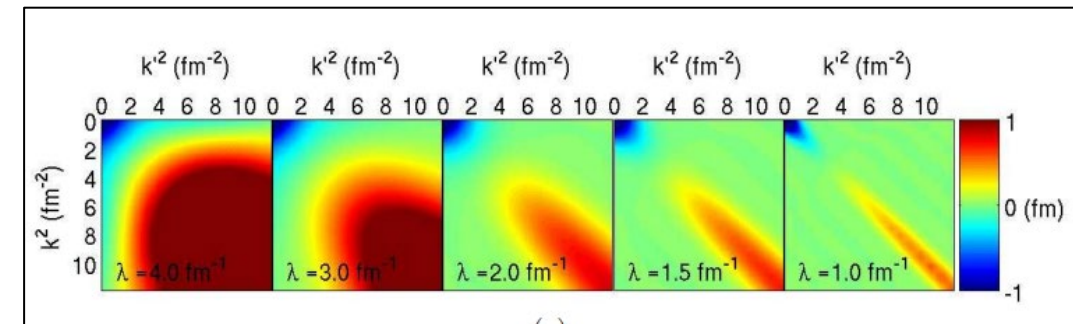 k'² (fm⁻²) k'² (fm⁻²) k'² (fm⁻²) k'² (fm⁻²) k'² (fm⁻²)
0 2 4 6 8 10 0 2 4 6 8 10 0 2 4 6 8 10 0 2 4 6 8 10 0 2 4 6 8 10
0
2
4
6
8
10
k² (fm⁻²)
λ =4.0 fm⁻¹ λ =3.0 fm⁻¹ λ =2.0 fm⁻¹ λ =1.5 fm⁻¹ λ =1.0 fm⁻¹
1
0 (fm)
-1